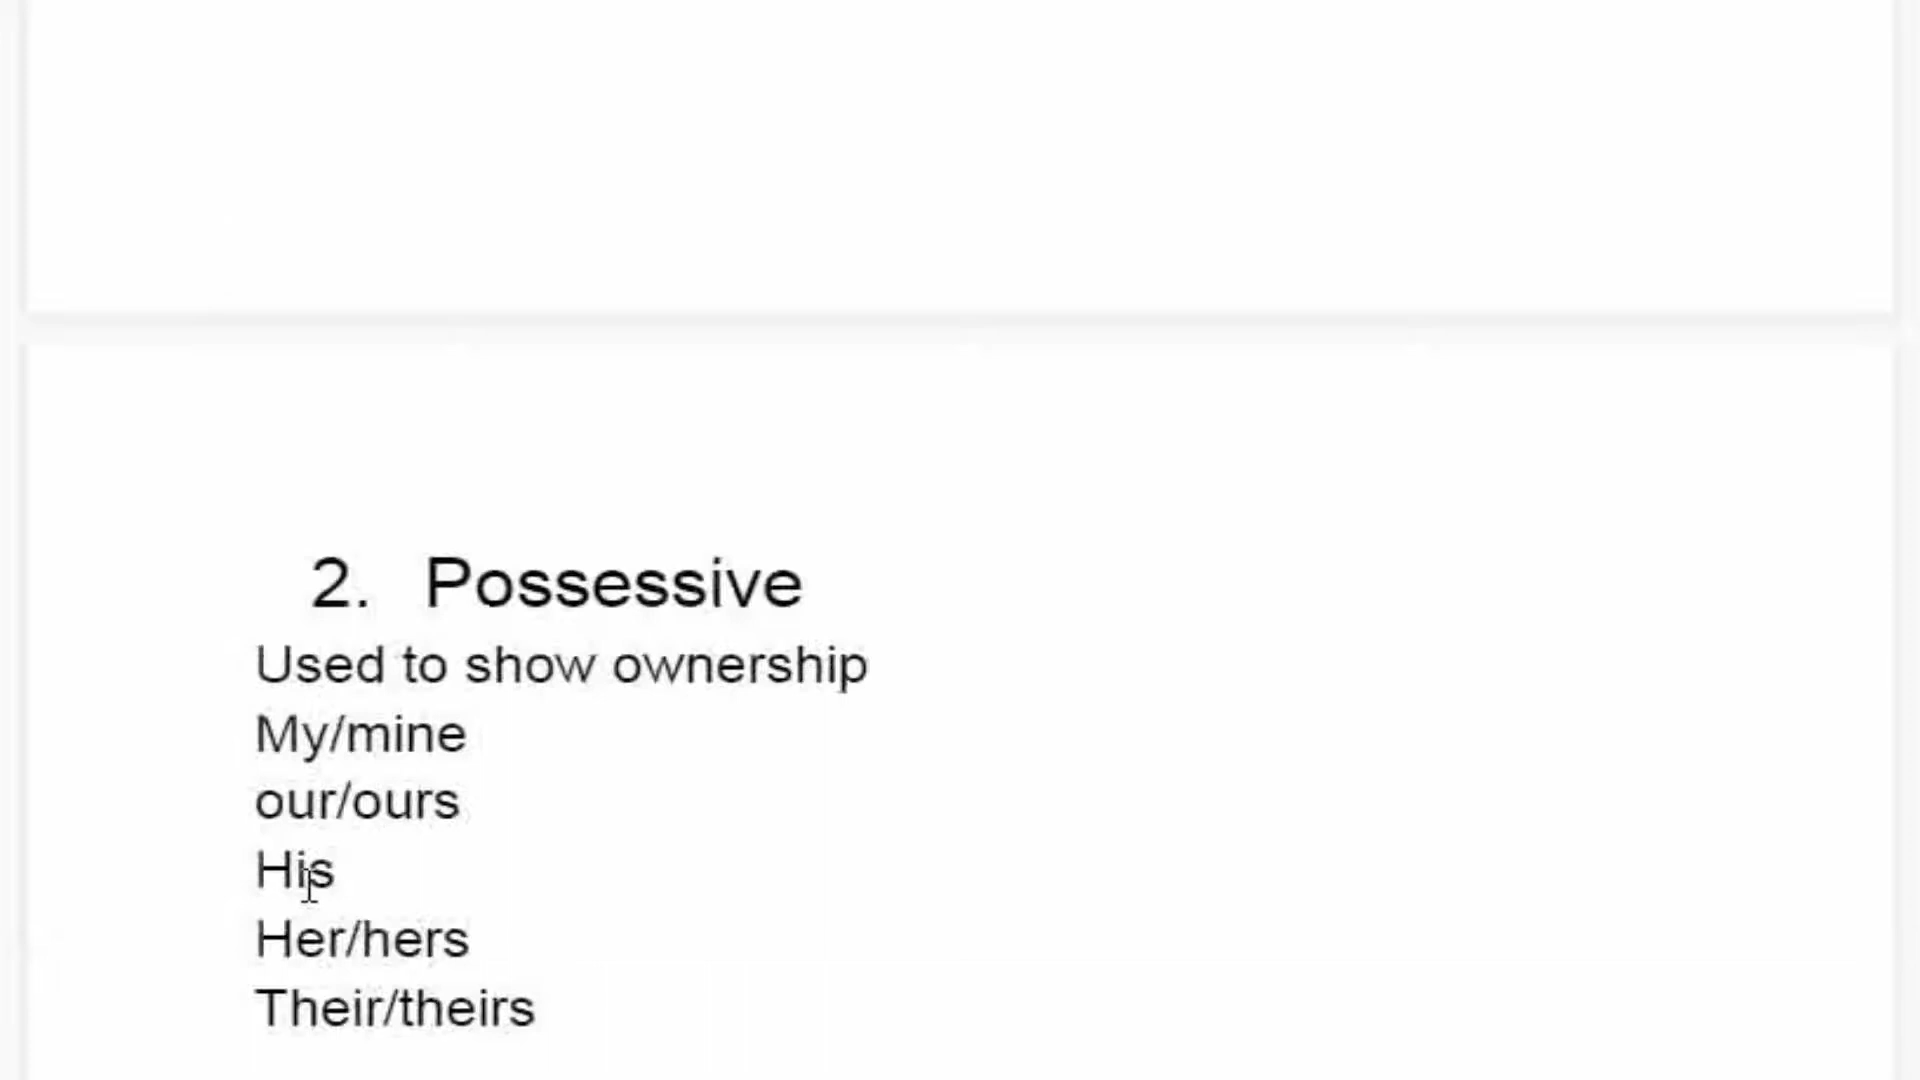 2. Possessive
Used to show ownership
My/mine
our/ours
His
Her/hers
Their/theirs